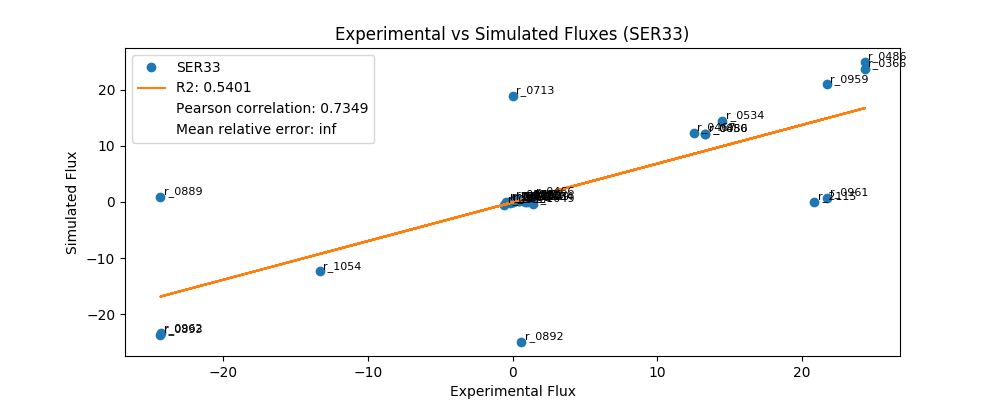 Experimental vs Simulated Fluxes (SER33)
SER33
R2: 0.5401
Pearson correlation: 0.7349
Mean relative error: inf
r_0486
r_0366
r_0959
r_0713
r_0534
r_0889
r_0961
r_2115
r_1054
r_0962
r_0892
20
10
0
−10
−20
Simulated Flux
−20
−10
0
10
20
Experimental Flux